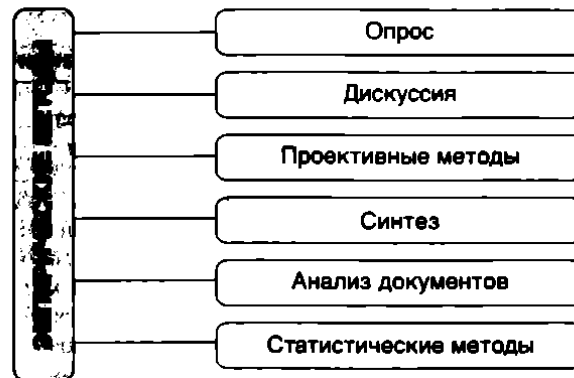 Опрос
Дискуссия
Проективные методы
Синтез
Анализ документов
Статистические методы